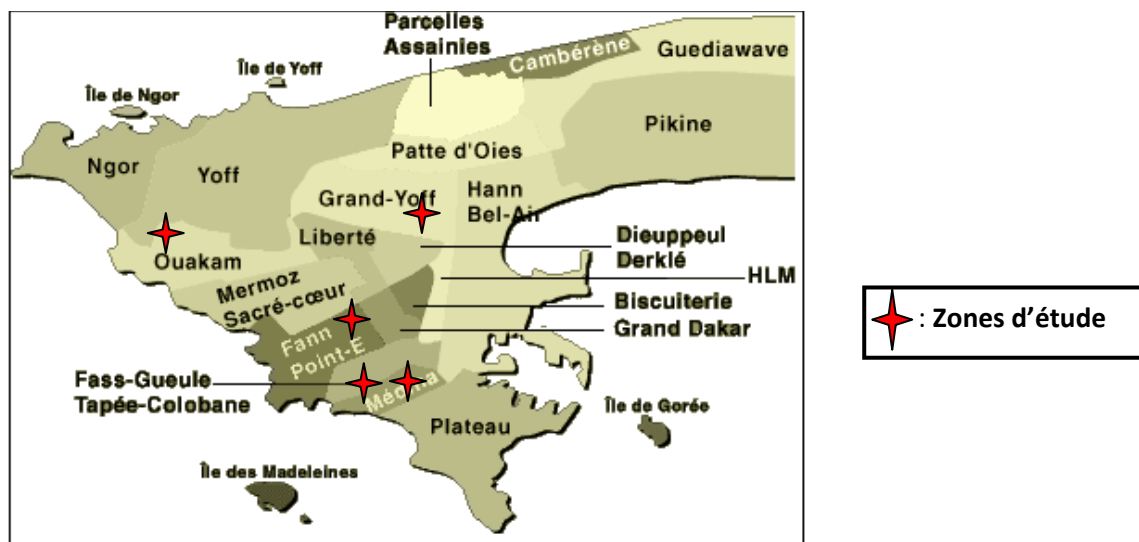 Parcelles
Assainies
Cambérène
Guediawave
Île de Yoff
Île de Ngor
Pikine
Ngor
Yoff
Patte d'Oies
Grand-Yoff
Hann
Bel-Air
Liberté
Dieuppeul
Derklé
Ouakam
HLM
Mermoz
Sacré-cœur
Biscuiterie
Grand Dakar
Fann
Point-E
: Zones d'étude
Fass-Gueule
Tapée-Colobane
Médina
Plateau
Île de Gorée
Île des Madeleines